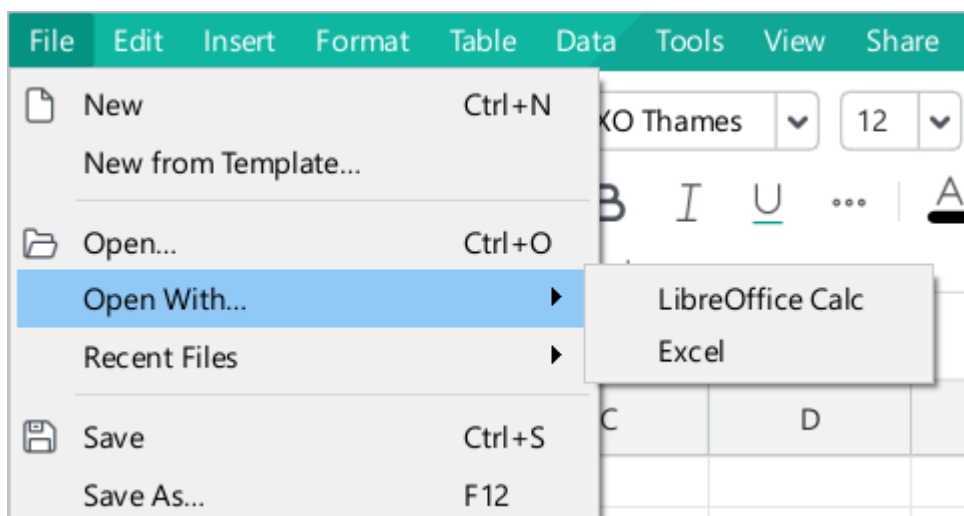 File Edit Insert Format Table Data Tools View Share
New Ctrl+N
XO Thames 12
New from Template...
B I U A
Open... Ctrl+O
Open With...
LibreOffice Calc
Recent Files
Excel
C D
Save Ctrl+S
Save As... F12